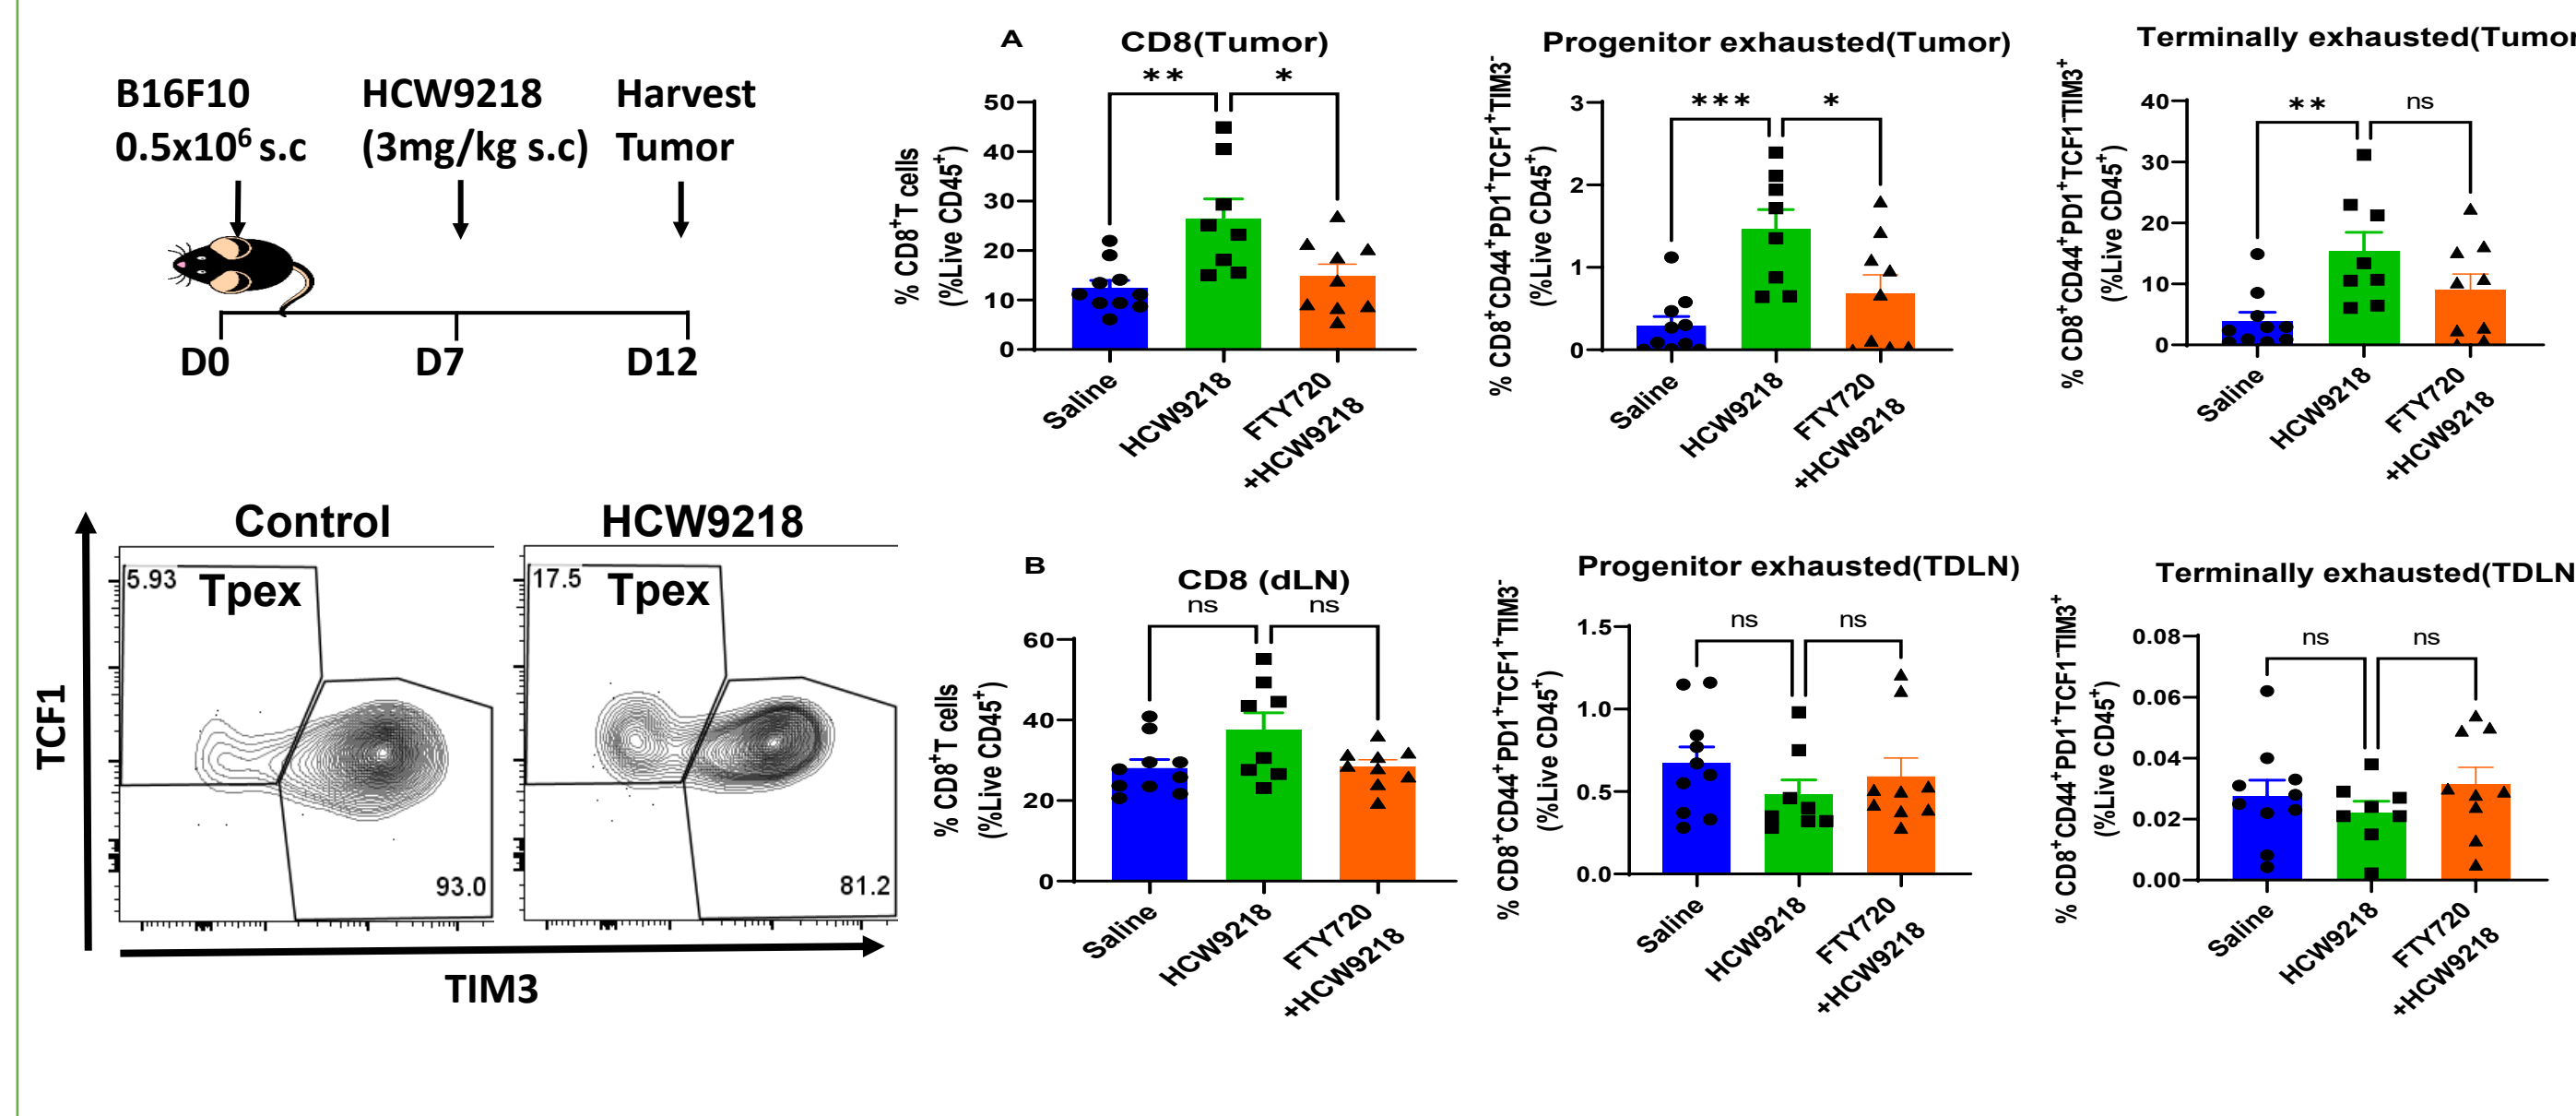 B16F10
0.5x10⁶ s.c
HCW9218
(3mg/kg s.c)
Harvest
Tumor
D0
D7
D12
Control
HCW9218
5.93
Tpex
93.0
17.5
Tpex
81.2
TCF1
TIM3
A
CD8(Tumor)
** *
% CD8⁺T cells
(%Live CD45⁺)
50
40
30
20
10
0
Saline
HCW9218
FTY720
+HCW9218
Progenitor exhausted(Tumor)
*** *
% CD8⁺CD44⁺PD1⁺TCF1⁺TIM3⁻
(%Live CD45⁺)
3
2
1
0
Saline
HCW9218
FTY720
+HCW9218
Terminally exhausted(Tumor
** ns
% CD8⁺CD44⁺PD1⁺TCF1⁻TIM3⁺
(%Live CD45⁺)
40
30
20
10
0
Saline
HCW9218
FTY720
+HCW9218
B
CD8 (dLN)
ns ns
% CD8⁺T cells
(%Live CD45⁺)
60
40
20
0
Saline
HCW9218
FTY720
+HCW9218
Progenitor exhausted(TDLN)
ns ns
% CD8⁺CD44⁺PD1⁺TCF1⁺TIM3⁻
(%Live CD45⁺)
1.5
1.0
0.5
0.0
Saline
HCW9218
FTY720
+HCW9218
Terminally exhausted(TDLN
ns ns
% CD8⁺CD44⁺PD1⁺TCF1⁻TIM3⁺
(%Live CD45⁺)
0.08
0.06
0.04
0.02
0.00
Saline
HCW9218
FTY720
+HCW9218